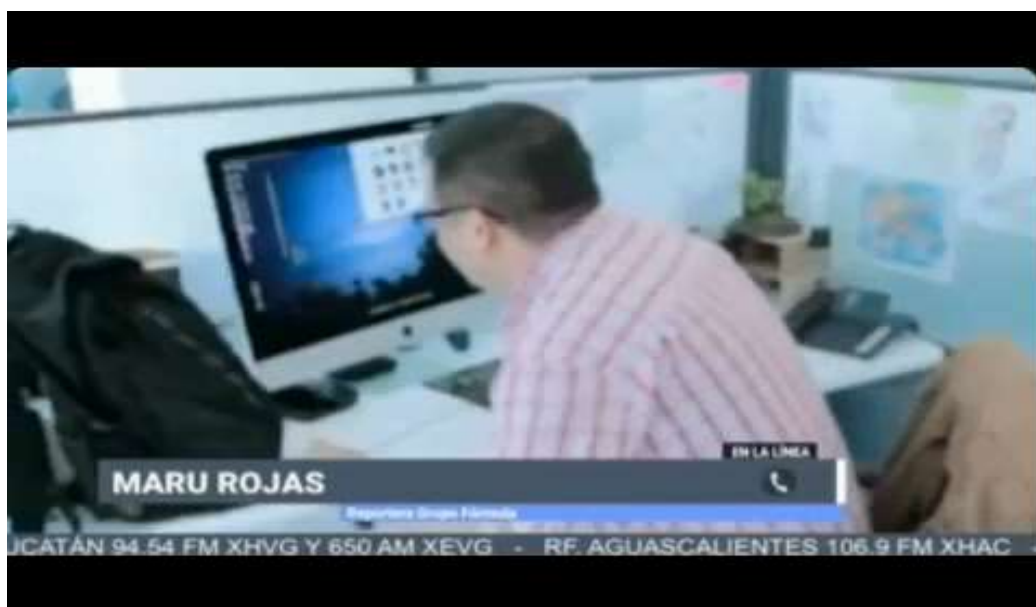 EN LA LÍNEA
MARU ROJAS
Reportera Grupo Fórmula
UCATÁN 94.54 FM XHVG Y 650 AM XEVG - RF. AGUASCALIENTES 106.9 FM XHAC -